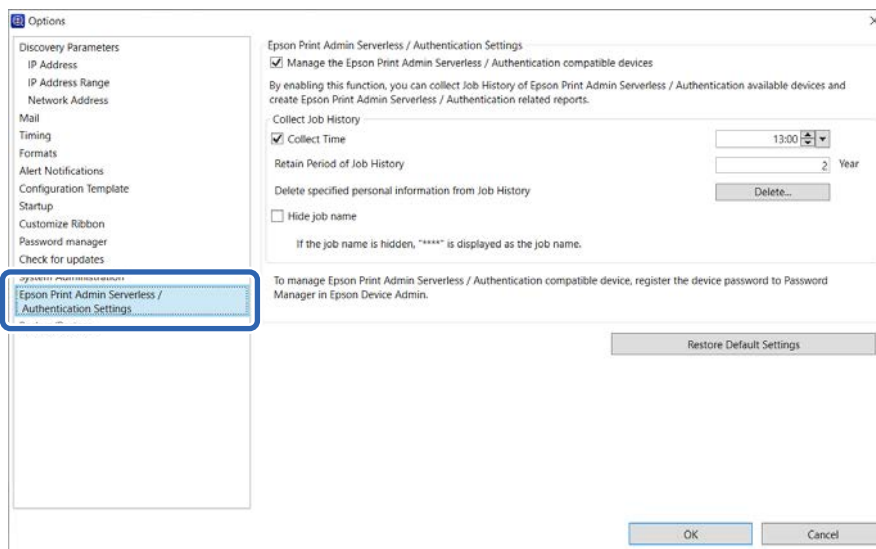 Options
Discovery Parameters
IP Address
IP Address Range
Network Address
Mail
Timing
Formats
Alert Notifications
Configuration Template
Startup
Customize Ribbon
Password manager
Check for updates
System Administration
Epson Print Admin Serverless /
Authentication Settings
Epson Print Admin Serverless / Authentication Settings
Manage the Epson Print Admin Serverless / Authentication compatible devices
By enabling this function, you can collect Job History of Epson Print Admin Serverless / Authentication available devices and
create Epson Print Admin Serverless / Authentication related reports.
Collect Job History
Collect Time
13:00
Retain Period of Job History
2 Year
Delete specified personal information from Job History
Delete...
Hide job name
If the job name is hidden, "****" is displayed as the job name.
To manage Epson Print Admin Serverless / Authentication compatible device, register the device password to Password
Manager in Epson Device Admin.
Restore Default Settings
OK
Cancel